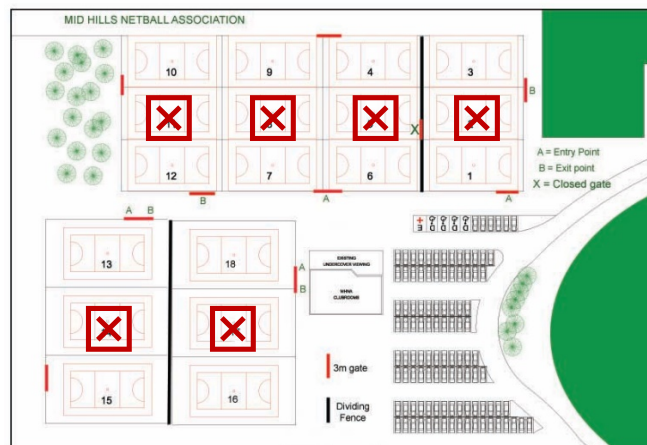 MID HILLS NETBALL ASSOCIATION
10 9 4 3
B
A = Entry Point
B = Exit point
X = Closed gate
X
12 7 6 1
B A A
A B
13 18
EXISTING
UNDERCOVER VIEWING
A
B
CLUBROOMS
3m gate
15 16
Dividing
Fence